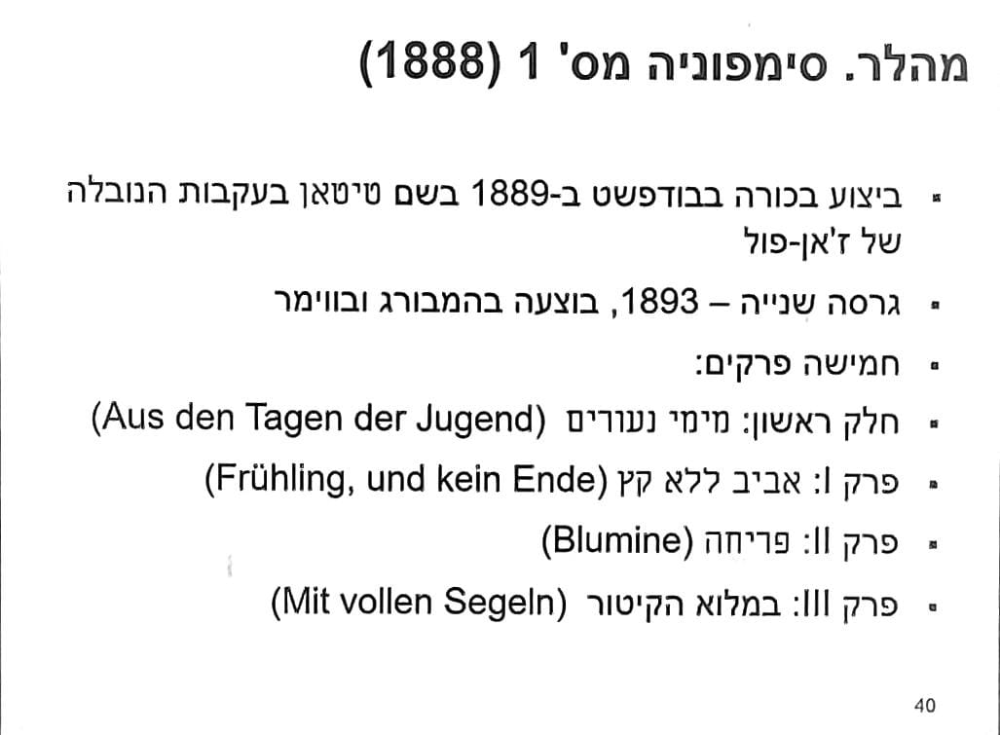 מהלר. סימפוניה מס' 1 (1888)
▪ ביצוע בכורה בבודפשט ב-1889 בשם טיטאן בעקבות הנובלה
של ז'אן-פול
▪ גרסה שנייה – 1893, בוצעה בהמבורג ובווימר
▪ חמישה פרקים:
▪ חלק ראשון: מימי נעורים (Aus den Tagen der Jugend)
▪ פרק I: אביב ללא קץ (Frühling, und kein Ende)
▪ פרק II: פריחה (Blumine)
▪ פרק III: במלוא הקיטור (Mit vollen Segeln)
40